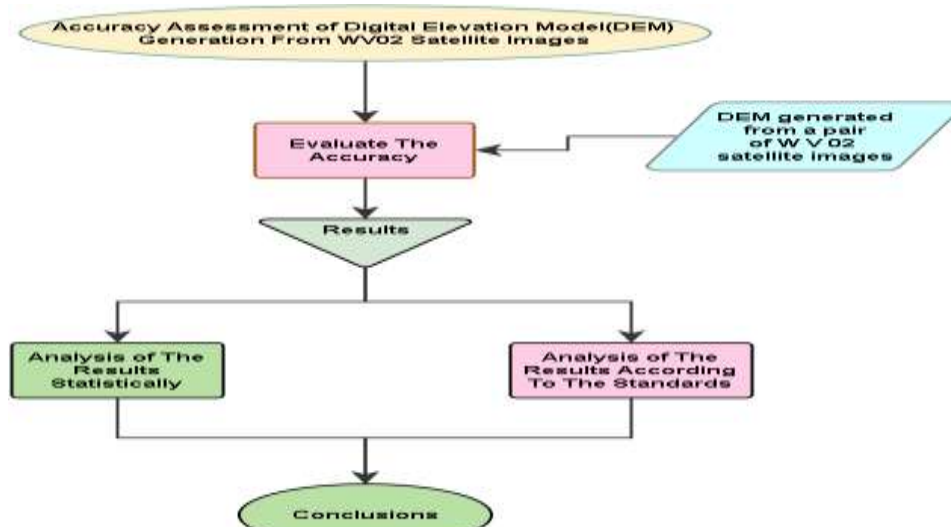 Accuracy Assessment of Digital Elevation Model(DEM)
Generation From WV02 Satellite Images
Evaluate The
Accuracy
DEM generated
from a pair
of W V 02
satellite images
Results
Analysis of The
Results
Statistically
Analysis of The
Results According
To The Standards
Conclusions